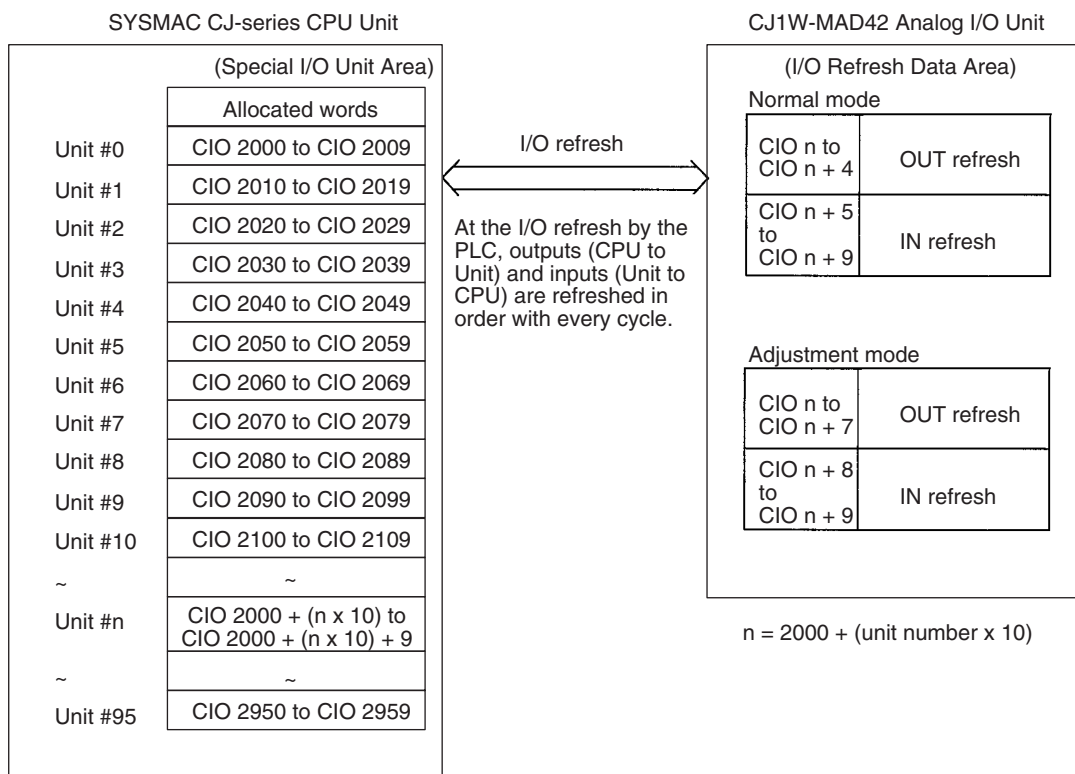 SYSMAC CJ-series CPU Unit
(Special I/O Unit Area)
Allocated words
Unit #0 CIO 2000 to CIO 2009
Unit #1 CIO 2010 to CIO 2019
Unit #2 CIO 2020 to CIO 2029
Unit #3 CIO 2030 to CIO 2039
Unit #4 CIO 2040 to CIO 2049
Unit #5 CIO 2050 to CIO 2059
Unit #6 CIO 2060 to CIO 2069
Unit #7 CIO 2070 to CIO 2079
Unit #8 CIO 2080 to CIO 2089
Unit #9 CIO 2090 to CIO 2099
Unit #10 CIO 2100 to CIO 2109
~ ~
Unit #n CIO 2000 + (n x 10) to
CIO 2000 + (n x 10) + 9
~ ~
Unit #95 CIO 2950 to CIO 2959
I/O refresh
At the I/O refresh by the
PLC, outputs (CPU to
Unit) and inputs (Unit to
CPU) are refreshed in
order with every cycle.
CJ1W-MAD42 Analog I/O Unit
(I/O Refresh Data Area)
Normal mode
CIO n to
CIO n + 4
OUT refresh
CIO n + 5
to
CIO n + 9
IN refresh
Adjustment mode
CIO n to
CIO n + 7
OUT refresh
CIO n + 8
to
CIO n + 9
IN refresh
n = 2000 + (unit number x 10)